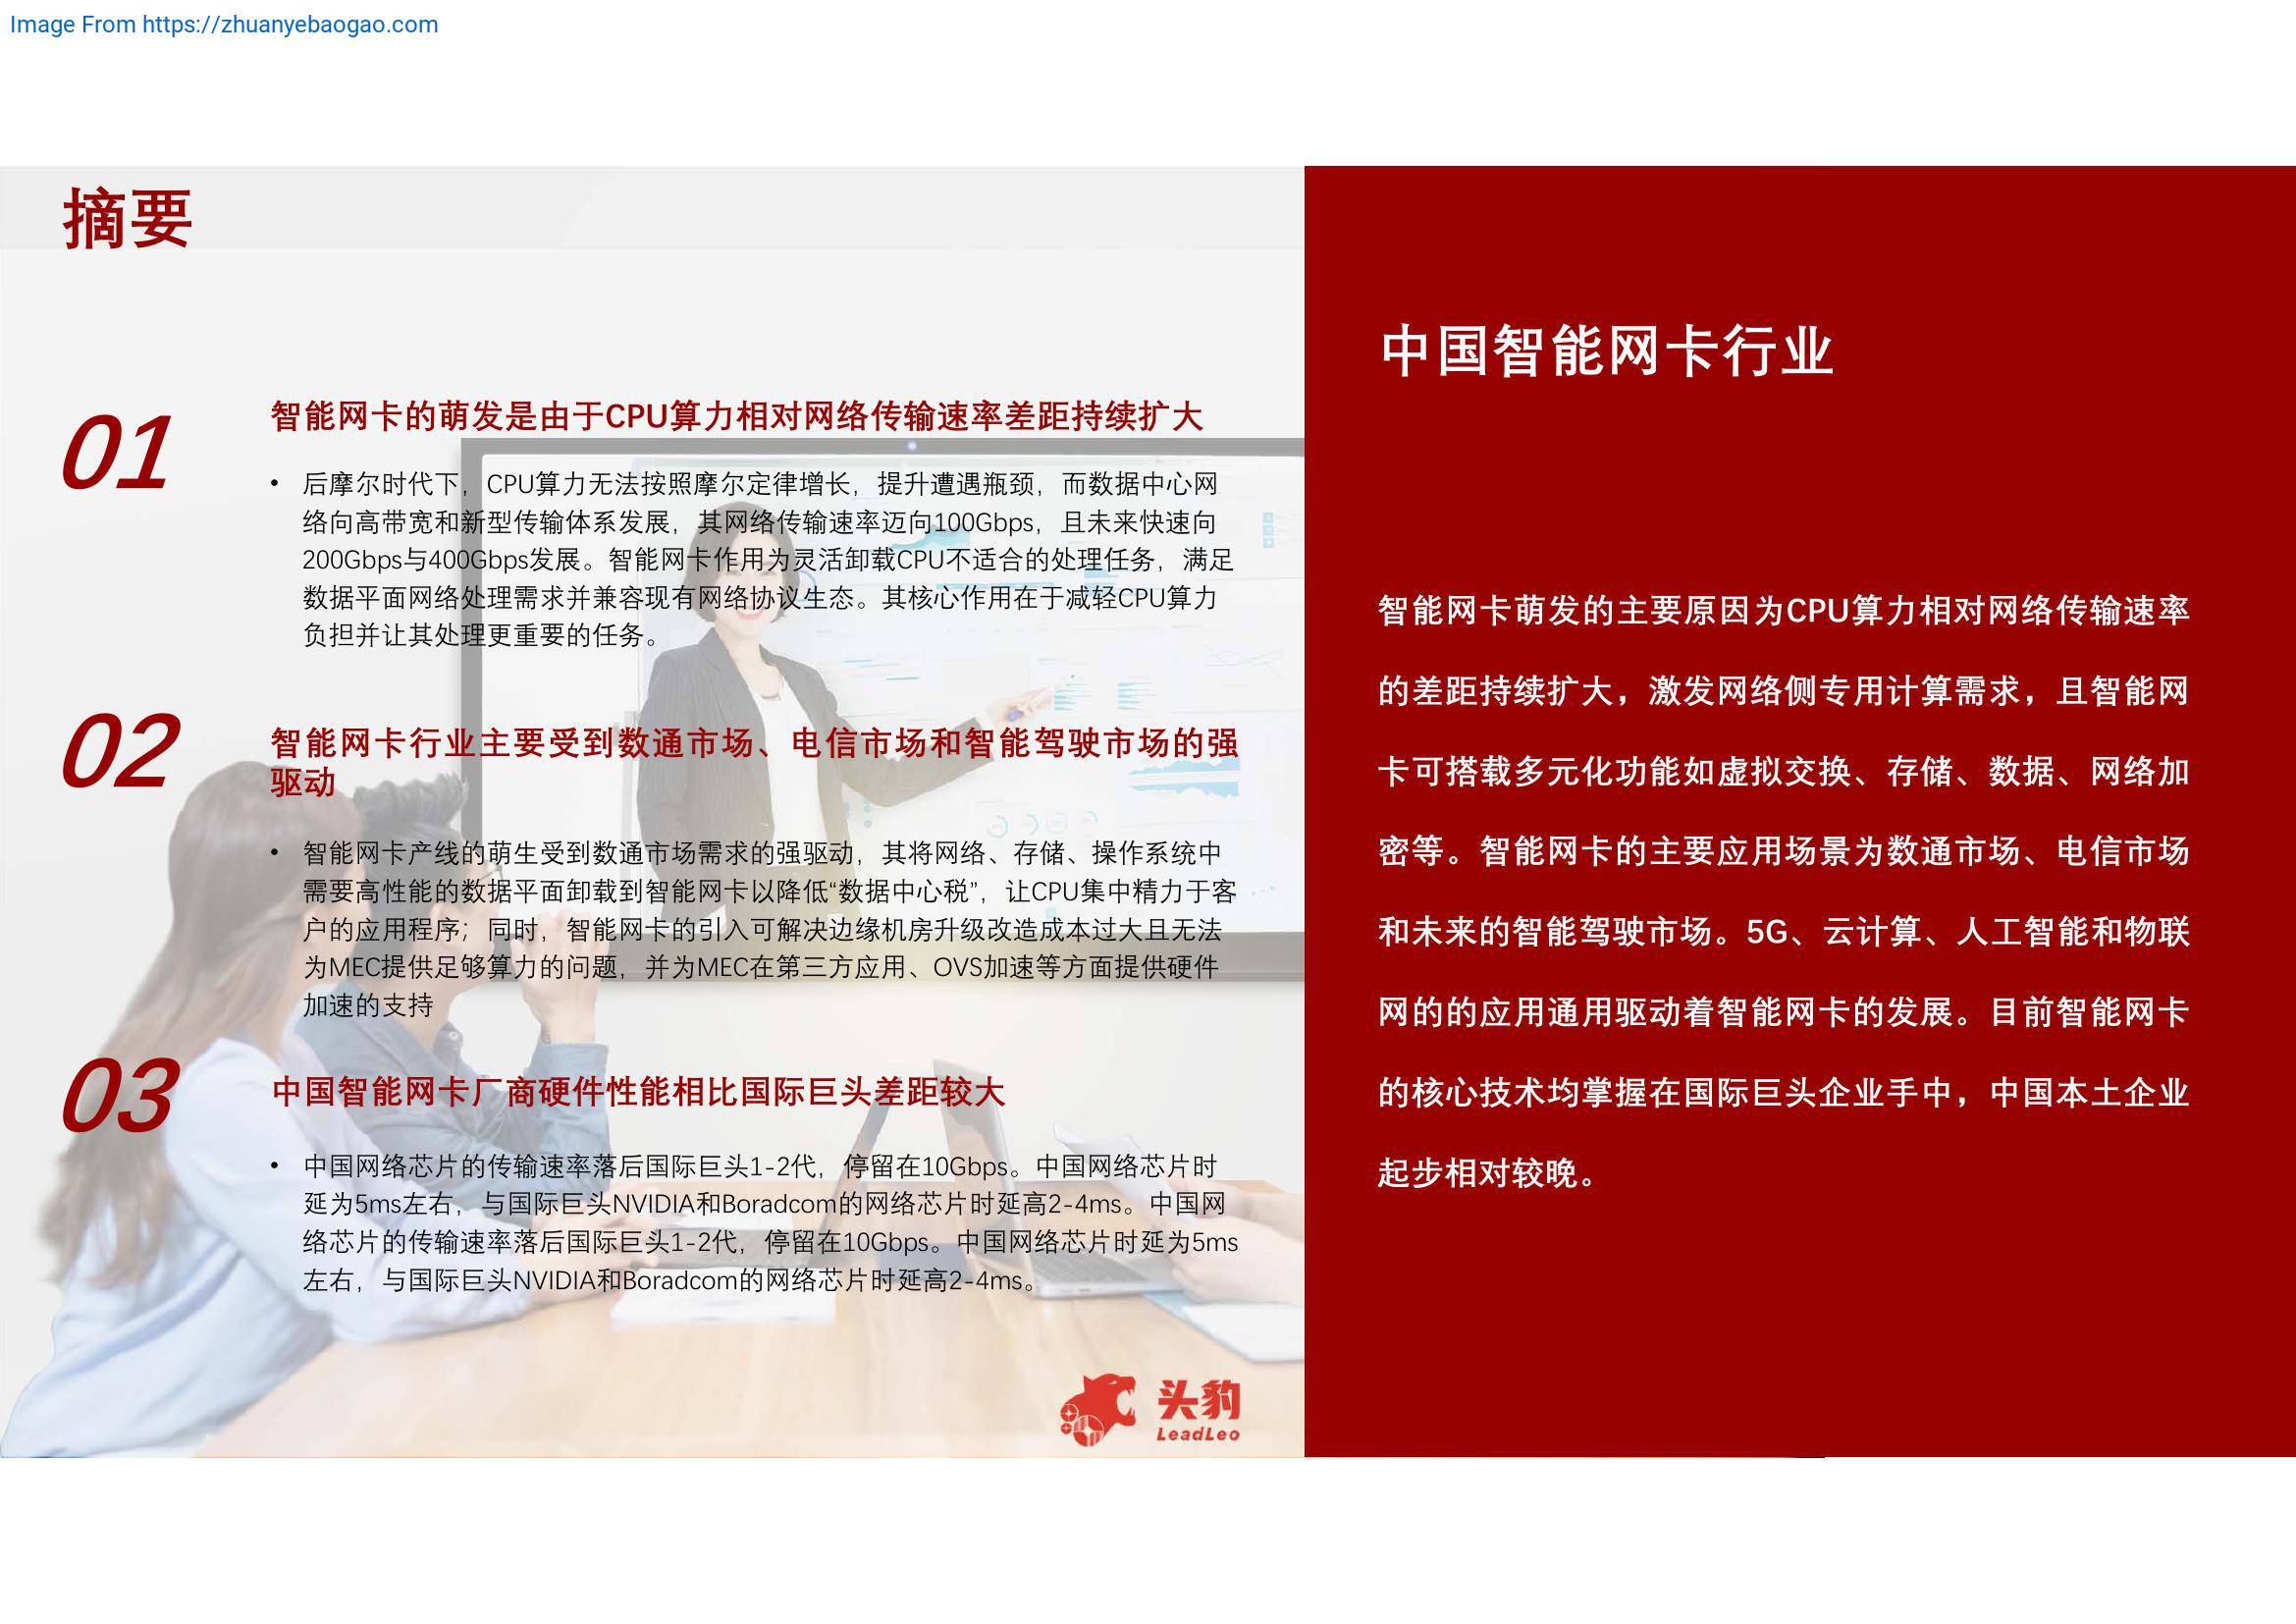 Image From https://zhuanyebaogao.com
摘要
01
智能网卡的萌发是由于CPU算力相对网络传输速率差距持续扩大
• 后摩尔时代下，CPU算力无法按照摩尔定律增长，提升遭遇瓶颈，而数据中心网
络向高带宽和新型传输体系发展，其网络传输速率迈向100Gbps，且未来快速向
200Gbps与400Gbps发展。智能网卡作用为灵活卸载CPU不适合的处理任务，满足
数据平面网络处理需求并兼容现有网络协议生态。其核心作用在于减轻CPU算力
负担并让其处理更重要的任务。
02
智能网卡行业主要受到数通市场、电信市场和智能驾驶市场的强
驱动
• 智能网卡产线的萌生受到数通市场需求的强驱动，其将网络、存储、操作系统中
需要高性能的数据平面卸载到智能网卡以降低“数据中心税”，让CPU集中精力于客
户的应用程序；同时，智能网卡的引入可解决边缘机房升级改造成本过大且无法
为MEC提供足够算力的问题，并为MEC在第三方应用、OVS加速等方面提供硬件
加速的支持
03
中国智能网卡厂商硬件性能相比国际巨头差距较大
• 中国网络芯片的传输速率落后国际巨头1-2代，停留在10Gbps。中国网络芯片时
延为5ms左右，与国际巨头NVIDIA和Boradcom的网络芯片时延高2-4ms。中国网
络芯片的传输速率落后国际巨头1-2代，停留在10Gbps。中国网络芯片时延为5ms
左右，与国际巨头NVIDIA和Boradcom的网络芯片时延高2-4ms。
头豹
LeadLeo
中国智能网卡行业
智能网卡萌发的主要原因为CPU算力相对网络传输速率
的差距持续扩大，激发网络侧专用计算需求，且智能网
卡可搭载多元化功能如虚拟交换、存储、数据、网络加
密等。智能网卡的主要应用场景为数通市场、电信市场
和未来的智能驾驶市场。5G、云计算、人工智能和物联
网的的应用通用驱动着智能网卡的发展。目前智能网卡
的核心技术均掌握在国际巨头企业手中，中国本土企业
起步相对较晚。